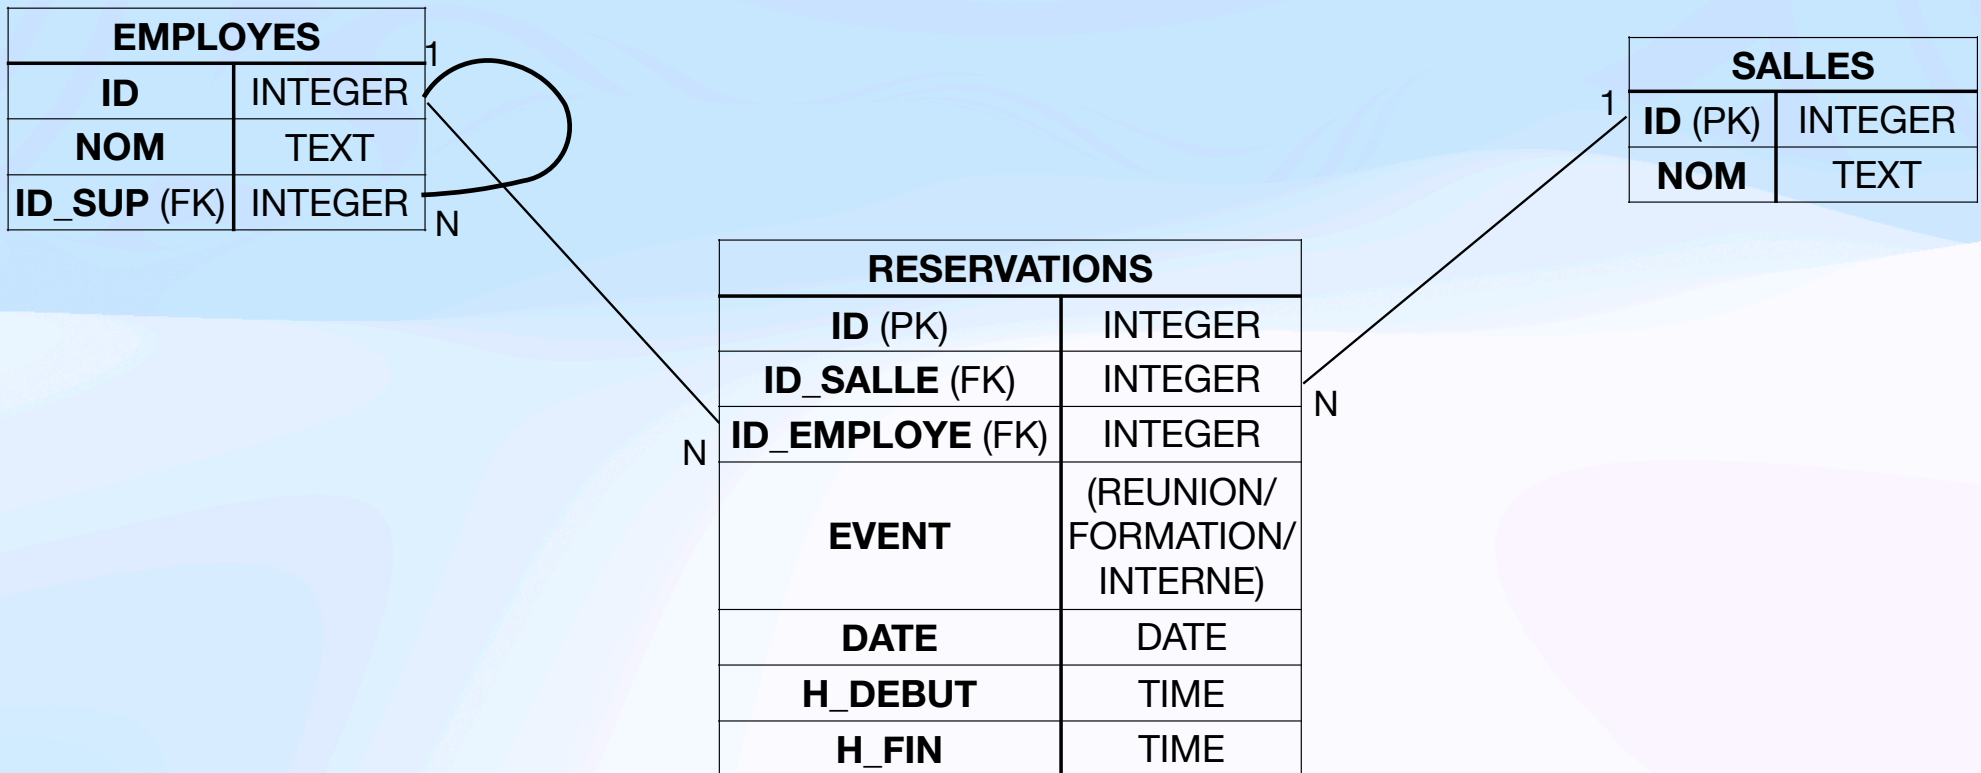 EMPLOYES
1
ID INTEGER
NOM TEXT
ID_SUP (FK) INTEGER
N
SALLES
1
ID (PK) INTEGER
NOM TEXT
RESERVATIONS
ID (PK) INTEGER
ID_SALLE (FK) INTEGER
N
ID_EMPLOYE (FK) INTEGER
N
EVENT
(REUNION/
FORMATION/
INTERNE)
DATE DATE
H_DEBUT TIME
H_FIN TIME